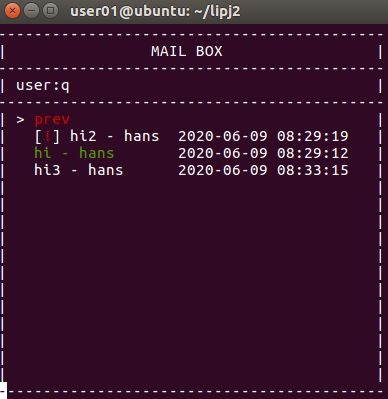 user01@ubuntu: ~/lipj2
MAIL BOX
user:q
> prev
[!] hi2 - hans 2020-06-09 08:29:19
hi - hans 2020-06-09 08:29:12
hi3 - hans 2020-06-09 08:33:15